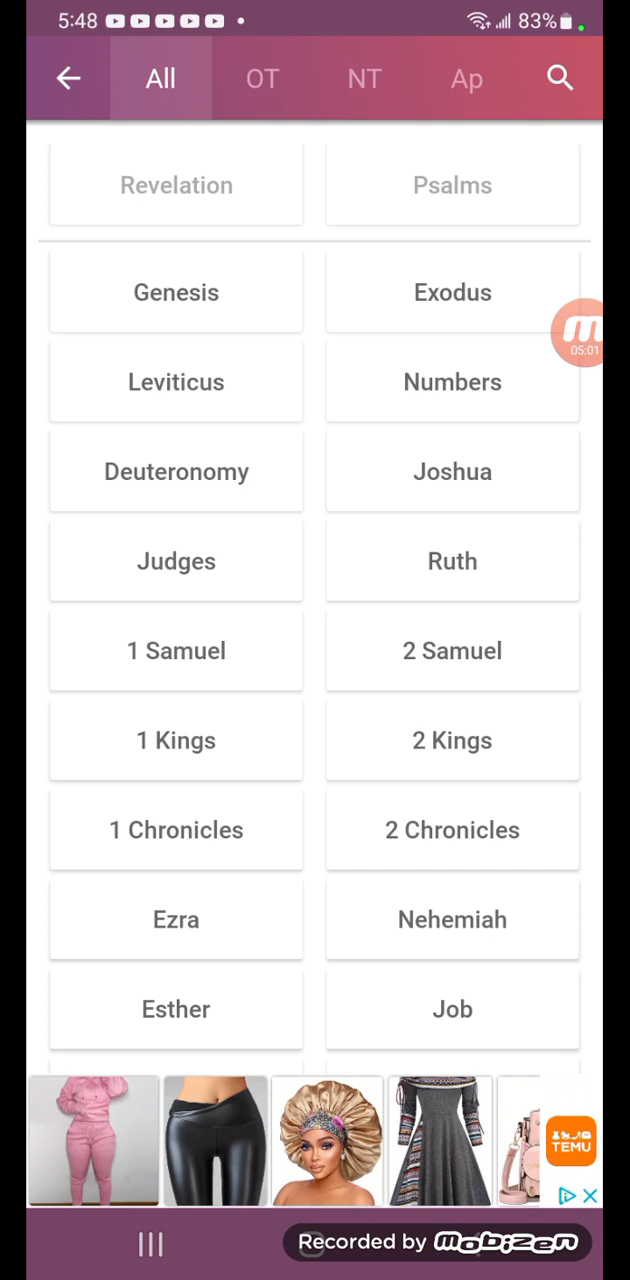 5:48 83%
All OT NT Ap
Revelation Psalms
Genesis Exodus
05:01
Leviticus Numbers
Deuteronomy Joshua
Judges Ruth
1 Samuel 2 Samuel
1 Kings 2 Kings
1 Chronicles 2 Chronicles
Ezra Nehemiah
Esther Job
TEMU
Recorded by mobizen